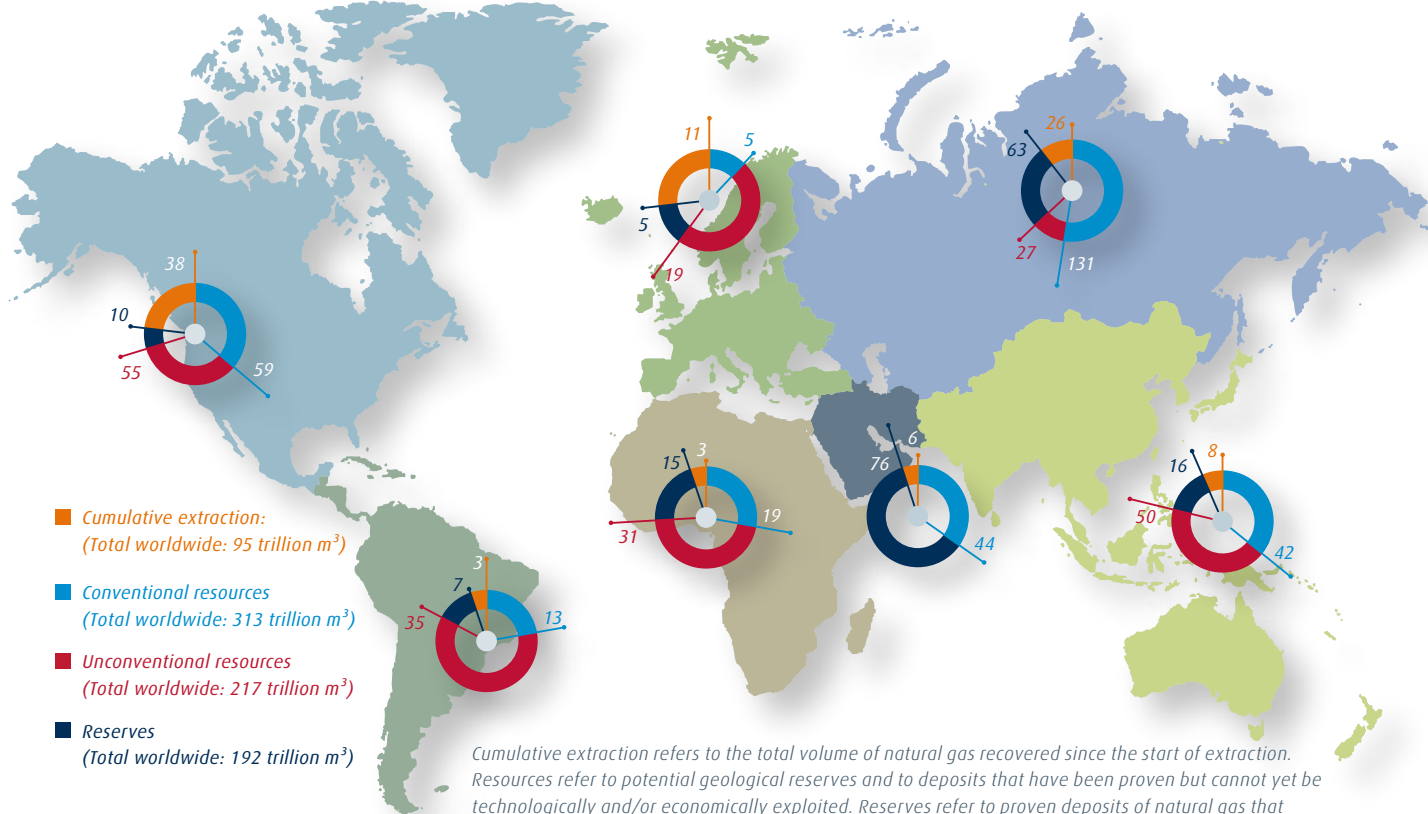 11
5
5
19
26
63
27
131
38
10
55
59
3
15
19
31
6
76
44
8
16
50
42
3
7
35
13
Cumulative extraction:
(Total worldwide: 95 trillion m³)
Conventional resources
(Total worldwide: 313 trillion m³)
Unconventional resources
(Total worldwide: 217 trillion m³)
Reserves
(Total worldwide: 192 trillion m³)
Cumulative extraction refers to the total volume of natural gas recovered since the start of extraction.
Resources refer to potential geological reserves and to deposits that have been proven but cannot yet be
technologically and/or economically exploited. Reserves refer to proven deposits of natural gas that